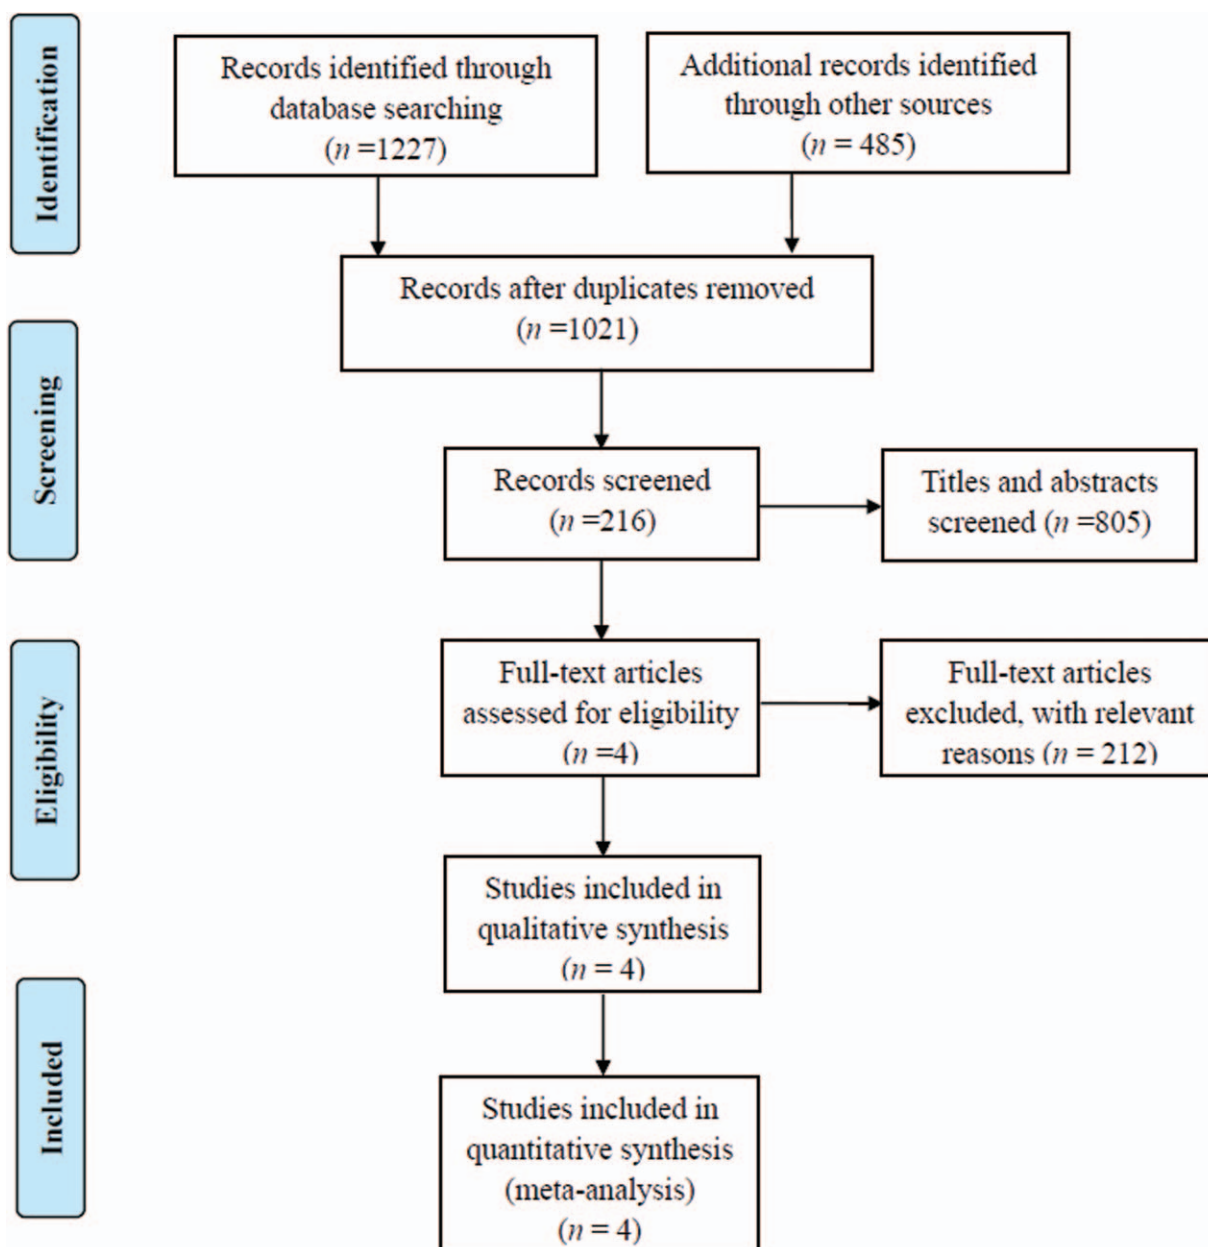 Identification
Records identified through
database searching
(n =1227)
Additional records identified
through other sources
(n = 485)
Records after duplicates removed
(n =1021)
Screening
Records screened
(n =216)
Titles and abstracts
screened (n =805)
Eligibility
Full-text articles
assessed for eligibility
(n =4)
Full-text articles
excluded, with relevant
reasons (n = 212)
Studies included in
qualitative synthesis
(n = 4)
Included
Studies included in
quantitative synthesis
(meta-analysis)
(n = 4)